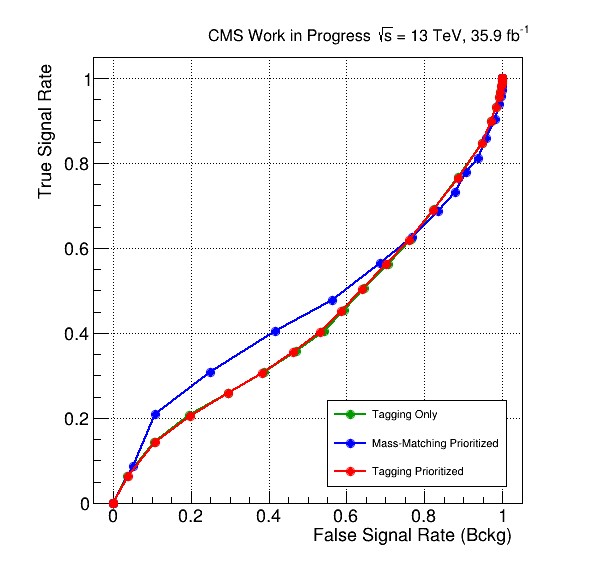 CMS Work in Progress √s = 13 TeV, 35.9 fb⁻¹
True Signal Rate
1
0.8
0.6
0.4
0.2
0
Tagging Only
Mass-Matching Prioritized
Tagging Prioritized
0 0.2 0.4 0.6 0.8 1
False Signal Rate (Bckg)